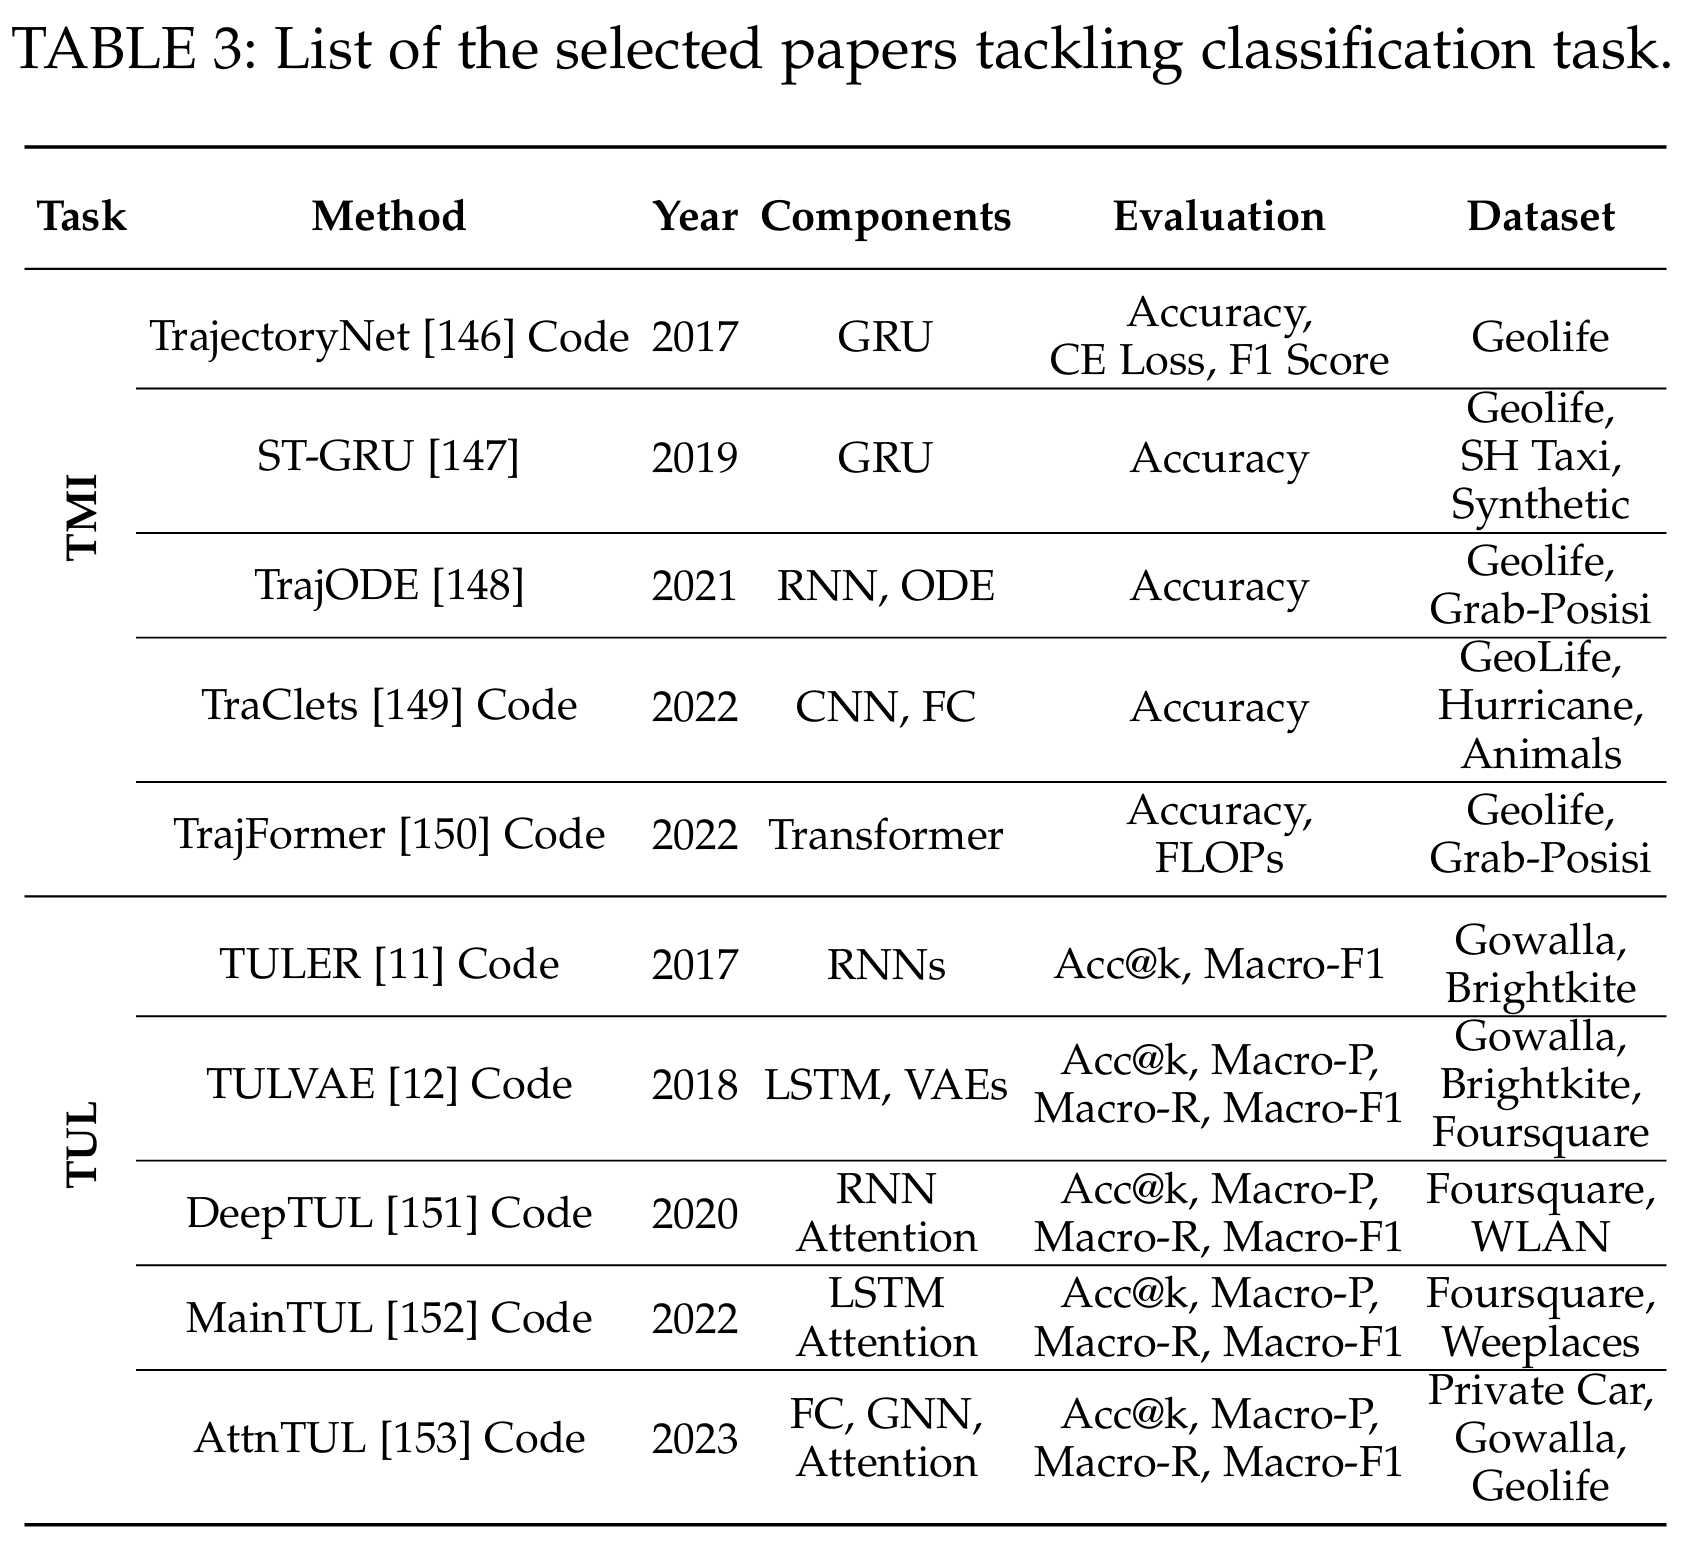 TABLE 3: List of the selected papers tackling classification task.
Task Method Year Components Evaluation Dataset
TMI
TrajectoryNet [146] Code 2017 GRU Accuracy, CE Loss, F1 Score Geolife
ST-GRU [147] 2019 GRU Accuracy Geolife, SH Taxi, Synthetic
TrajODE [148] 2021 RNN, ODE Accuracy Geolife, Grab-Posisi
TraClets [149] Code 2022 CNN, FC Accuracy GeoLife, Hurricane, Animals
TrajFormer [150] Code 2022 Transformer Accuracy, FLOPs Geolife, Grab-Posisi
TUL
TULER [11] Code 2017 RNNs Acc@k, Macro-F1 Gowalla, Brightkite
TULVAE [12] Code 2018 LSTM, VAEs Acc@k, Macro-P, Macro-R, Macro-F1 Gowalla, Brightkite, Foursquare
DeepTUL [151] Code 2020 RNN Attention Acc@k, Macro-P, Macro-R, Macro-F1 Foursquare, WLAN
MainTUL [152] Code 2022 LSTM Attention Acc@k, Macro-P, Macro-R, Macro-F1 Foursquare, Weeplaces
AttnTUL [153] Code 2023 FC, GNN, Attention Acc@k, Macro-P, Macro-R, Macro-F1 Private Car, Gowalla, Geolife